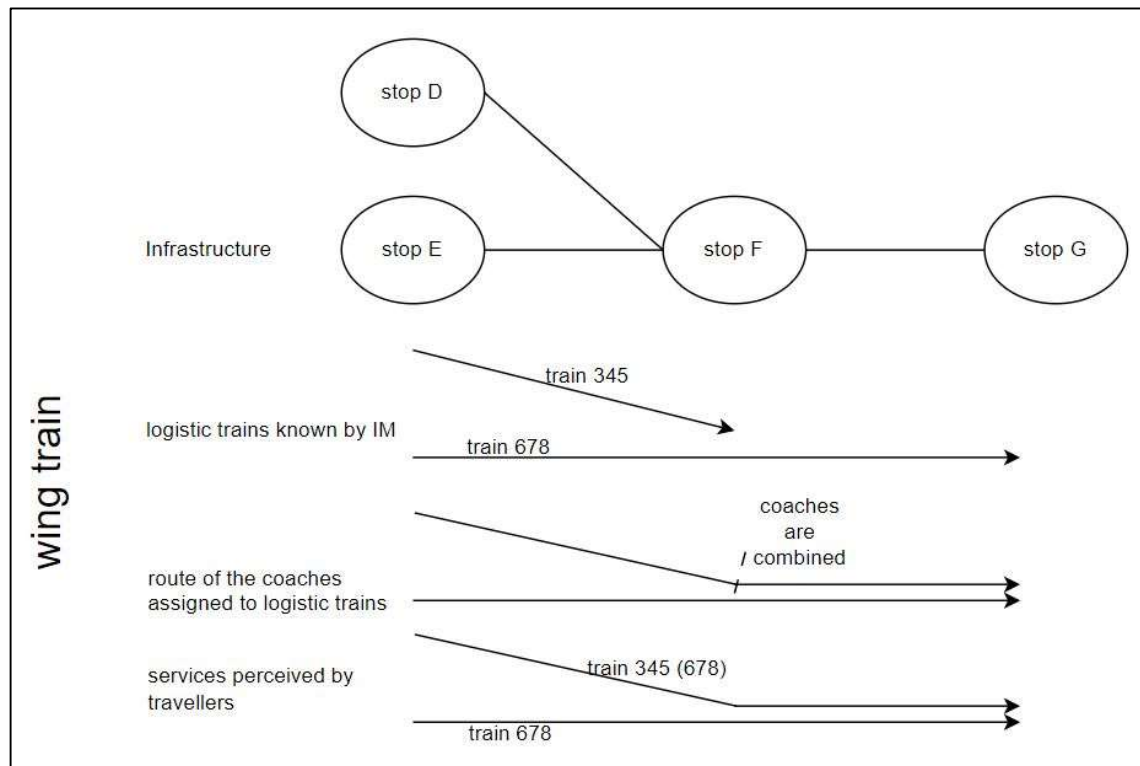 stop D
Infrastructure
stop E
stop F
stop G
wing train
train 345
logistic trains known by IM
train 678
coaches
are
combined
route of the coaches
assigned to logistic trains
services perceived by
travellers
train 345 (678)
train 678